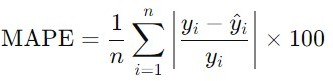 MAPE = \frac{1}{n} \sum_{i=1}^{n} \left| \frac{y_i - \hat{y}_i}{y_i} \right| \times 100